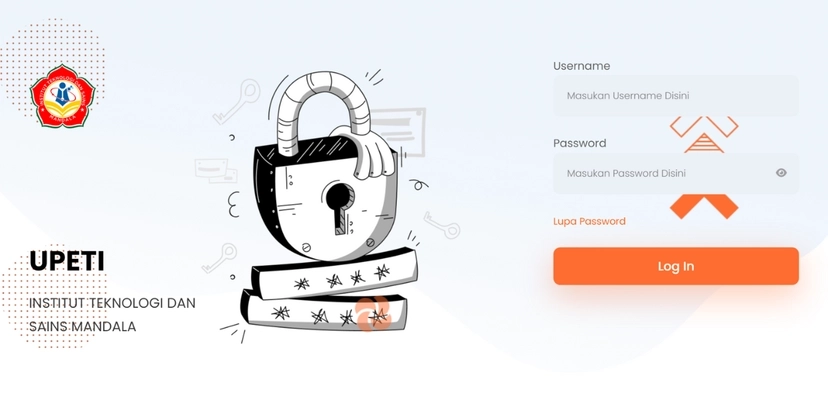 UPETI
INSTITUT TEKNOLOGI DAN
SAINS MANDALA
Username
Masukan Username Disini
Password
Masukan Password Disini
Lupa Password
Log In